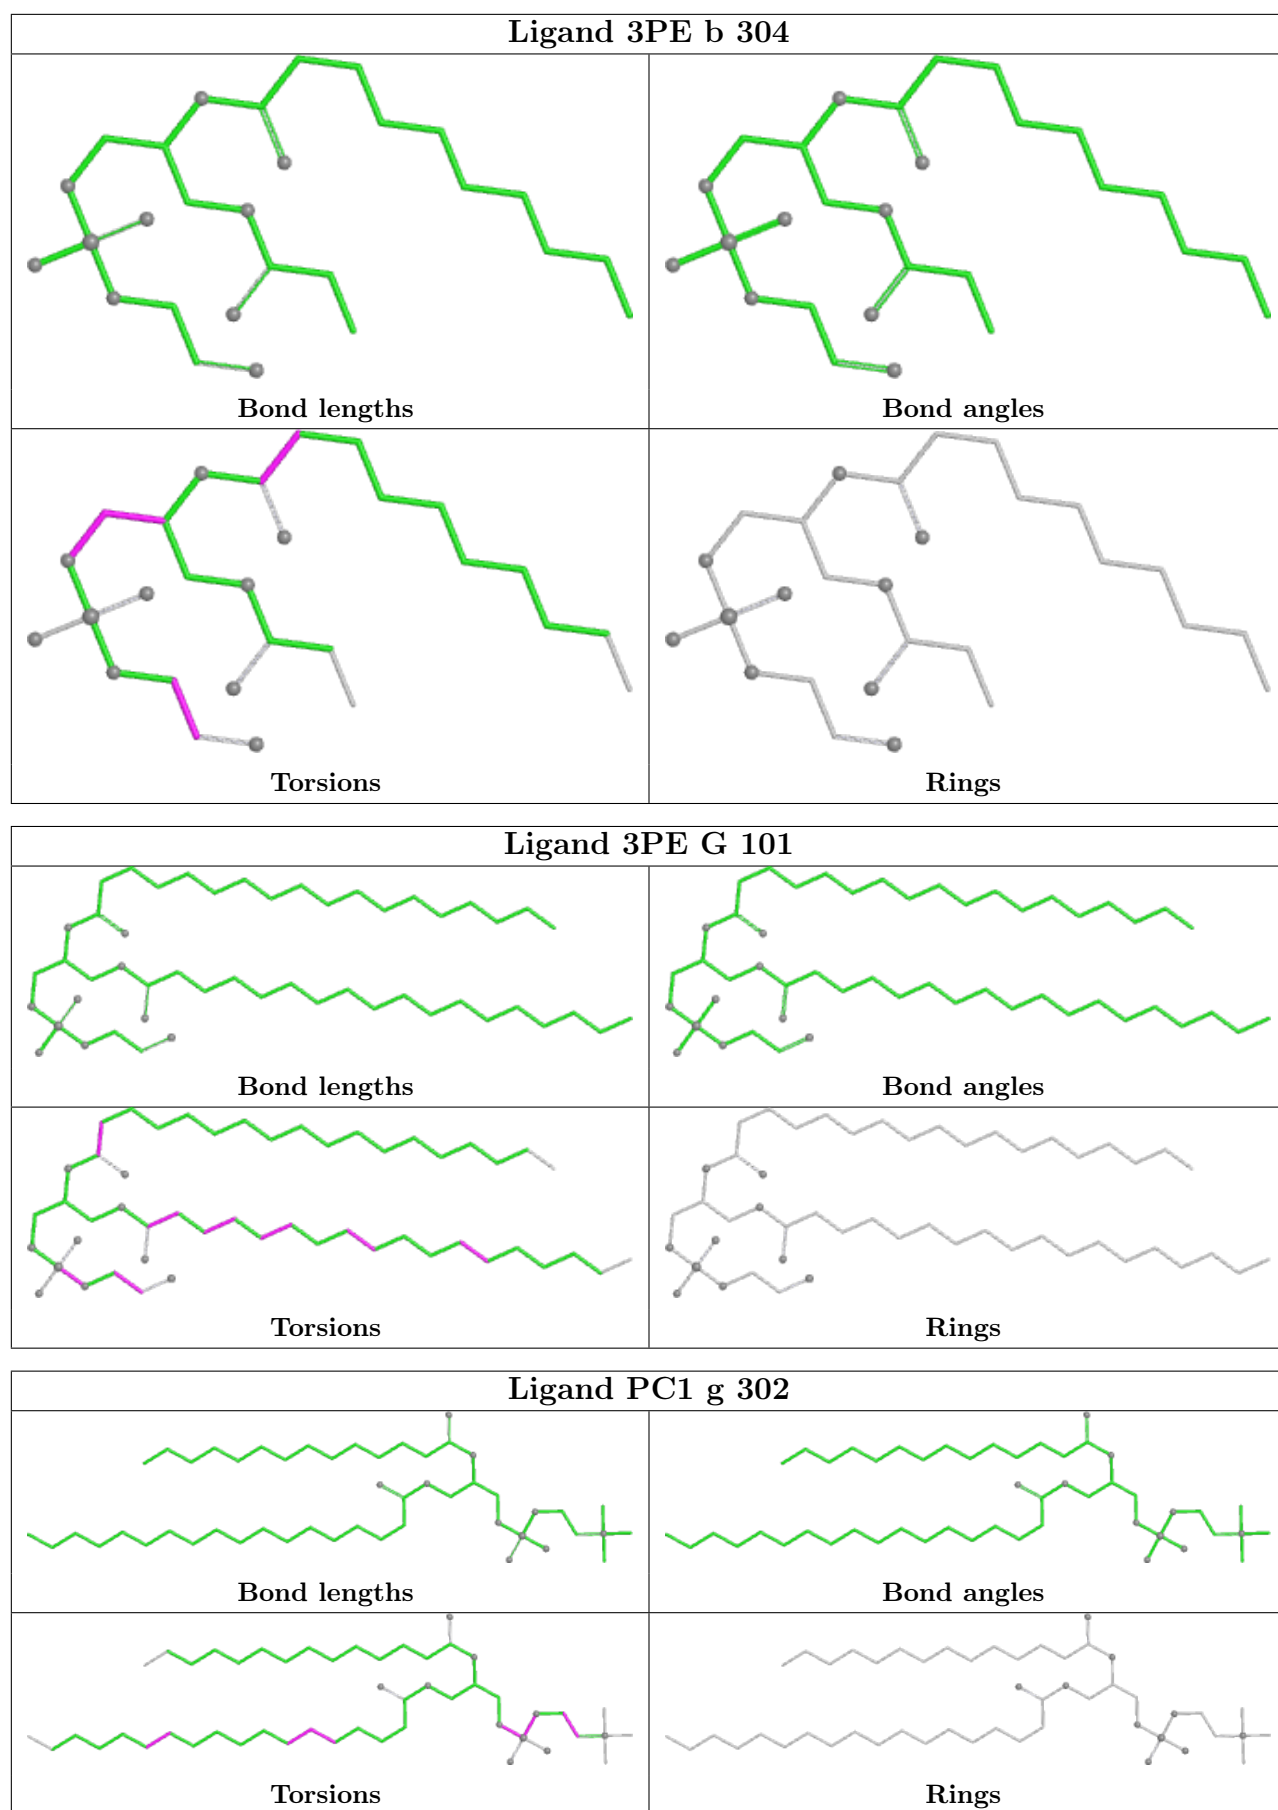 Ligand 3PE b 304
Bond lengths
Bond angles
Torsions
Rings
Ligand 3PE G 101
Bond lengths
Bond angles
Torsions
Rings
Ligand PC1 g 302
Bond lengths
Bond angles
Torsions
Rings